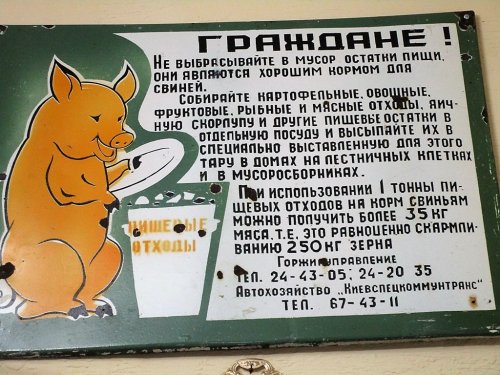 ГРАЖДАНЕ!
НЕ ВЫБРАСЫВАЙТЕ В МУСОР ОСТАТКИ ПИЩИ,
ОНИ ЯВЛЯЮТСЯ ХОРОШИМ КОРМОМ ДЛЯ
СВИНЕЙ.
СОБИРАЙТЕ КАРТОФЕЛЬНЫЕ, ОВОЩНЫЕ,
ФРУКТОВЫЕ, РЫБНЫЕ И МЯСНЫЕ ОТХОДЫ, ЯИЧ-
НУЮ СКОРЛУПУ И ДРУГИЕ ПИЩЕВЫЕ ОСТАТКИ В
ОТДЕЛЬНУЮ ПОСУДУ И ВЫСЫПАЙТЕ ИХ В
СПЕЦИАЛЬНО ВЫСТАВЛЕННУЮ ДЛЯ ЭТОГО
ТАРУ В ДОМАХ НА ЛЕСТНИЧНЫХ КЛЕТКАХ
И В МУСОРОСБОРНИКАХ.
ПРИ ИСПОЛЬЗОВАНИИ 1 ТОННЫ ПИ-
ЩЕВЫХ ОТХОДОВ НА КОРМ СВИНЬЯМ
МОЖНО ПОЛУЧИТЬ БОЛЕЕ 35 КГ
МЯСА, Т.Е. ЭТО РАВНОЦЕННО СКАРМЛИ-
ВАНИЮ 250 КГ ЗЕРНА
ГОРЖИЛУПРАВЛЕНИЕ
ТЕЛ. 24-43-05; 24-20 35
АВТОХОЗЯЙСТВО „КИЕВСПЕЦКОММУНТРАНС"
ТЕЛ. 67-43-11
ПИЩЕВЫЕ
ОТХОДЫ